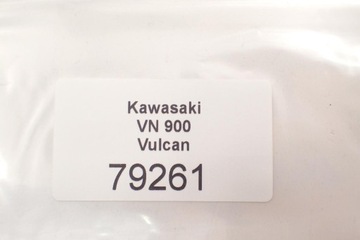 Kawasaki
VN 900
Vulcan
79261